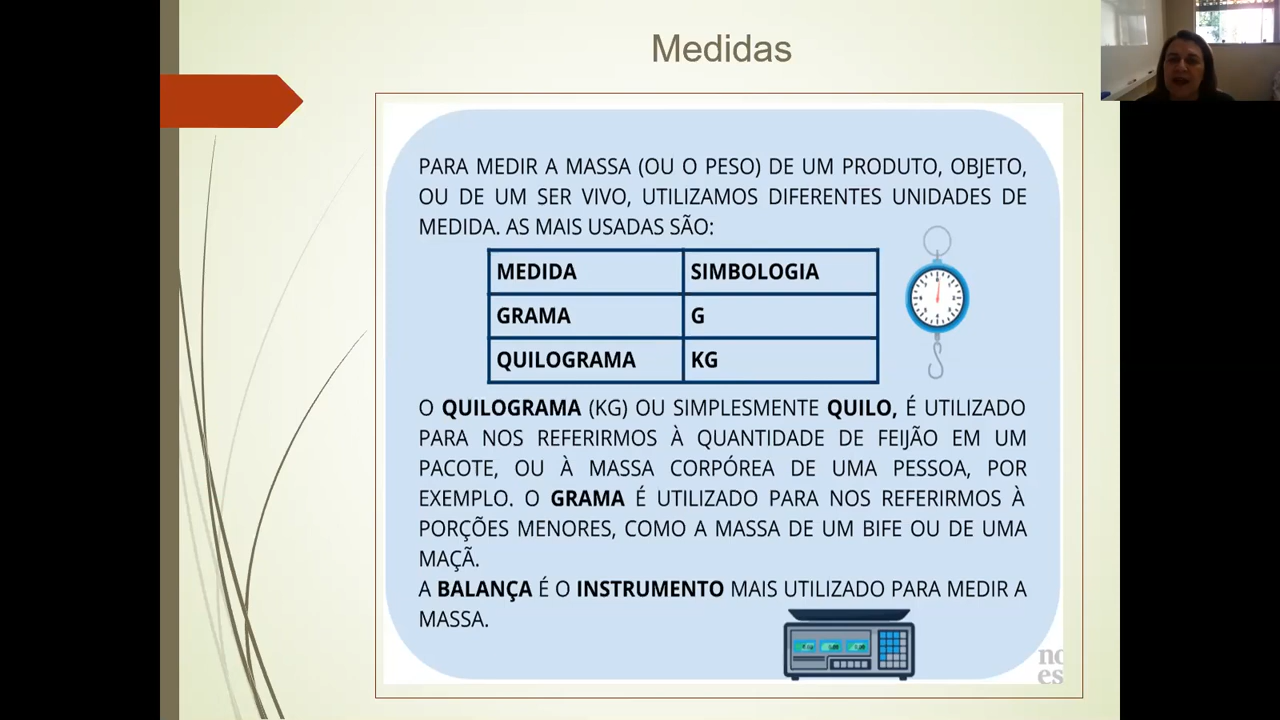 Medidas
PARA MEDIR A MASSA (OU O PESO) DE UM PRODUTO, OBJETO,
OU DE UM SER VIVO, UTILIZAMOS DIFERENTES UNIDADES DE
MEDIDA. AS MAIS USADAS SÃO:
MEDIDA SIMBOLOGIA
GRAMA G
QUILOGRAMA KG
O QUILOGRAMA (KG) OU SIMPLESMENTE QUILO, É UTILIZADO
PARA NOS REFERIRMOS À QUANTIDADE DE FEIJÃO EM UM
PACOTE, OU À MASSA CORPÓREA DE UMA PESSOA, POR
EXEMPLO. O GRAMA É UTILIZADO PARA NOS REFERIRMOS À
PORÇÕES MENORES, COMO A MASSA DE UM BIFE OU DE UMA
MAÇÃ.
A BALANÇA É O INSTRUMENTO MAIS UTILIZADO PARA MEDIR A
MASSA.
no
es